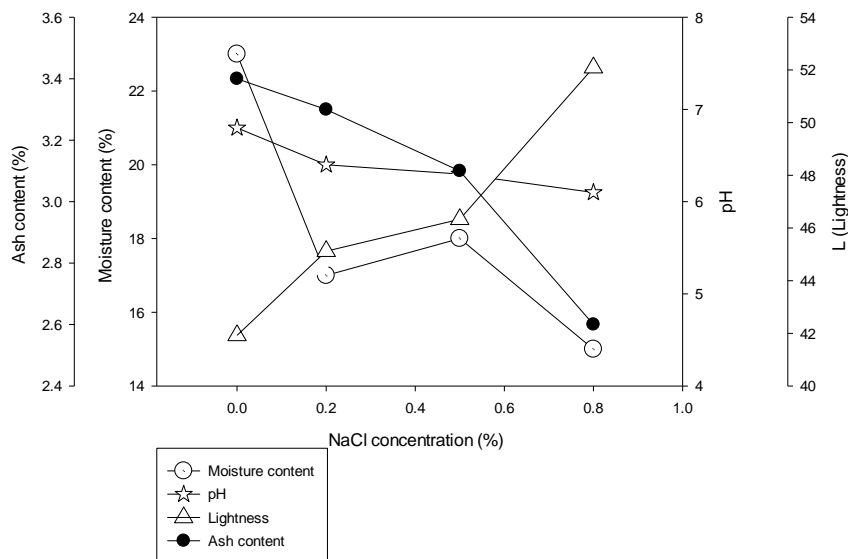 3.6
3.4
3.2
3.0
2.8
2.6
2.4
Ash content (%)
24
22
20
18
16
14
Moisture content (%)
8
7
6
5
4
pH
54
52
50
48
46
44
42
40
L (Lightness)
0.0 0.2 0.4 0.6 0.8 1.0
NaCl concentration (%)
Moisture content
pH
Lightness
Ash content